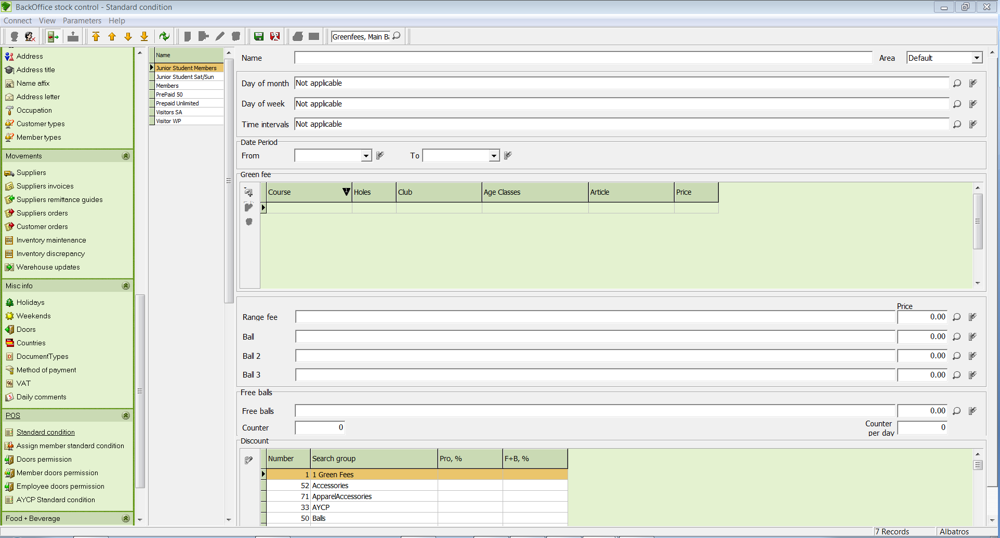 BackOffice stock control - Standard condition
Connect View Parameters Help
Greenfees, Main B
Address
Address title
Name affix
Address letter
Occupation
Customer types
Member types
Movements
Suppliers
Suppliers invoices
Suppliers remittance guides
Suppliers orders
Customer orders
Inventory maintenance
Inventory discrepancy
Warehouse updates
Misc info
Holidays
Weekends
Doors
Countries
DocumentTypes
Method of payment
VAT
Daily comments
POS
Standard condition
Assign member standard condition
Doors permission
Member doors permission
Employee doors permission
AYCP Standard condition
Food + Beverage
Name
Junior Student Members
Junior Student Sat/Sun
Members
PrePaid 50
Prepaid Unlimited
Visitors SA
Visitor WP
Name Area Default
Day of month Not applicable
Day of week Not applicable
Time intervals Not applicable
Date Period
From To
Green fee
Course 1 Holes Club Age Classes Article Price
Price
Range fee 0.00
Ball 0.00
Ball 2 0.00
Ball 3 0.00
Free balls
Free balls 0.00
Counter 0 Counter per day 0
Discount
Number Search group Pro, % F+B, %
1 1 Green Fees
52 Accessories
71 ApparelAccessories
33 AYCP
50 Balls
7 Records Albatros